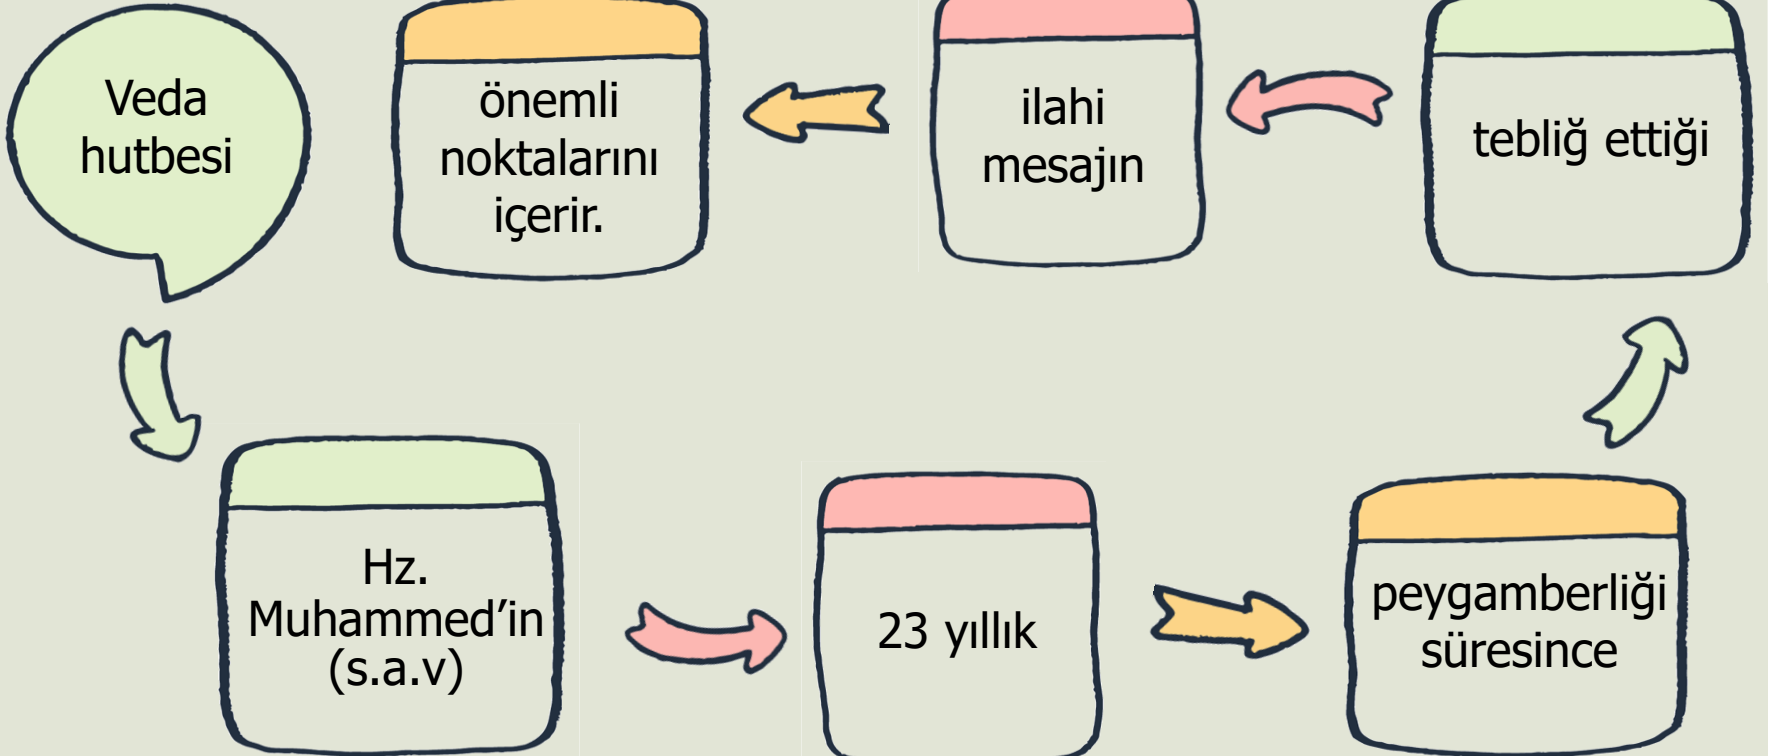 Veda
hutbesi
Hz.
Muhammed’in
(s.a.v)
23 yıllık
peygamberliği
süresince
tebliğ ettiği
ilahi
mesajın
önemli
noktalarını
içerir.